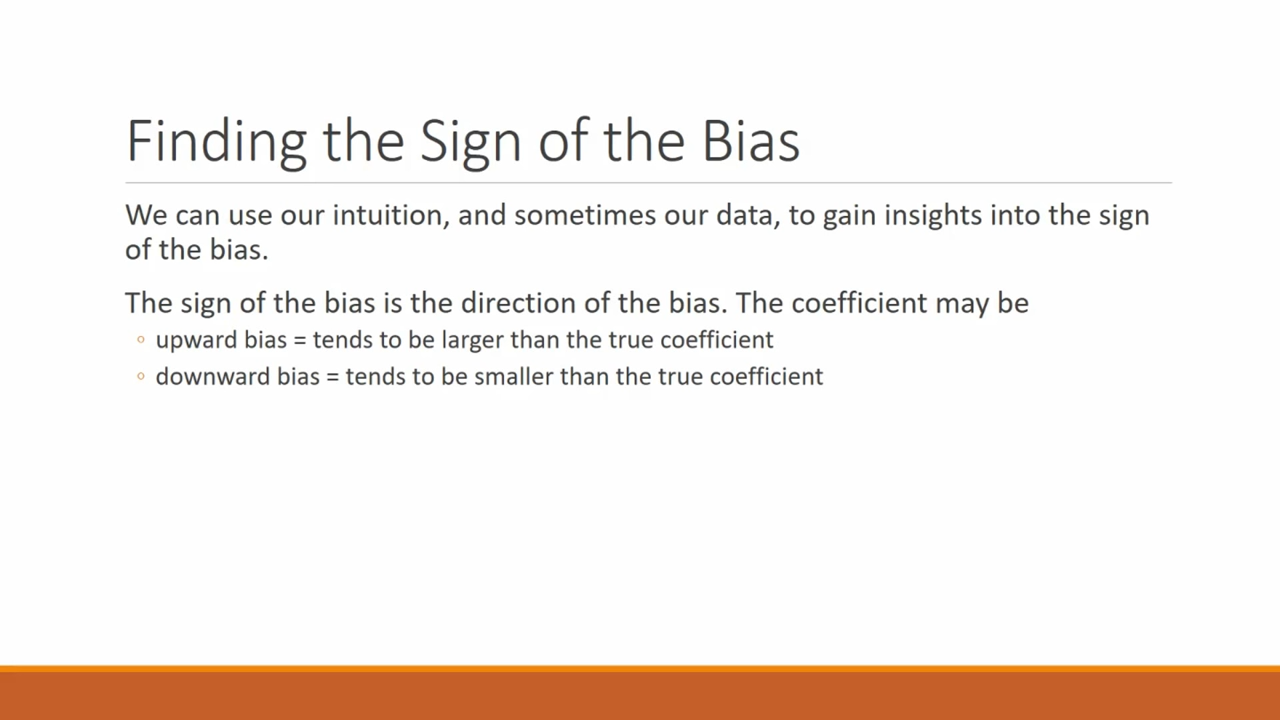 Finding the Sign of the Bias
We can use our intuition, and sometimes our data, to gain insights into the sign
of the bias.
The sign of the bias is the direction of the bias. The coefficient may be
◦ upward bias = tends to be larger than the true coefficient
◦ downward bias = tends to be smaller than the true coefficient